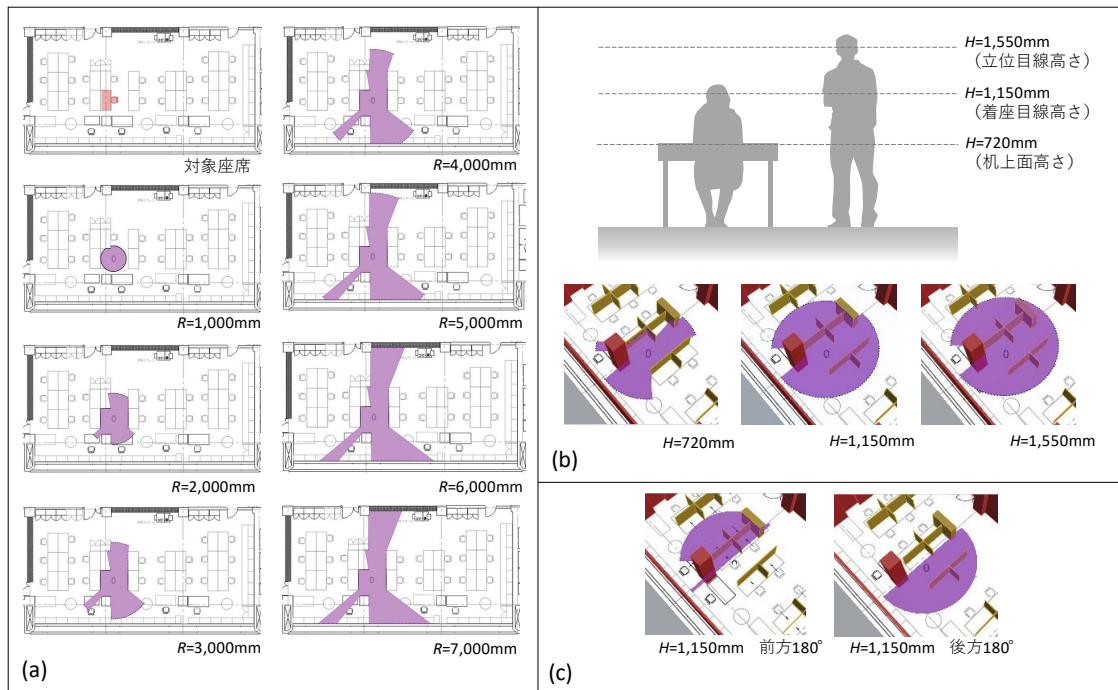 対象座席
R=4,000mm
R=1,000mm
R=5,000mm
R=2,000mm
R=6,000mm
R=3,000mm
R=7,000mm
(a)
H=1,550mm
（立位目線高さ）
H=1,150mm
（着座目線高さ）
H=720mm
（机上面高さ）
H=720mm
H=1,150mm
H=1,550mm
(b)
H=1,150mm 前方180°
H=1,150mm 後方180°
(c)